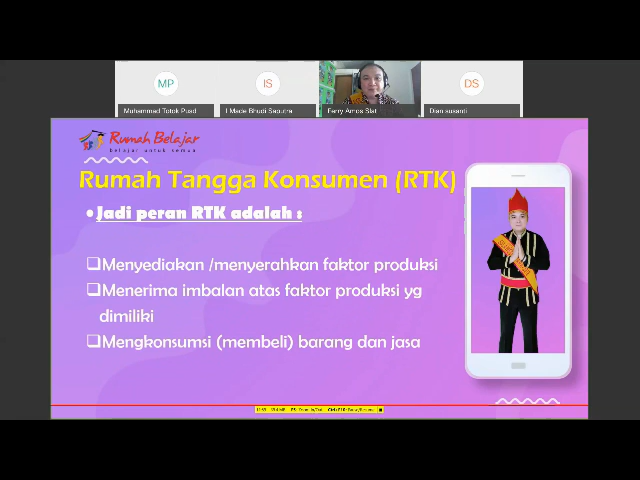 MP
IS
DS
Muhammad Totok Pusd
I Made Bhudi Saputra
Ferry Amos Slat
Dian susanti
Rumah Belajar
belajar untuk semua
Rumah Tangga Konsumen (RTK)
•Jadi peran RTK adalah :
❑Menyediakan /menyerahkan faktor produksi
❑Menerima imbalan atas faktor produksi yg
dimiliki
❑Mengkonsumsi (membeli) barang dan jasa